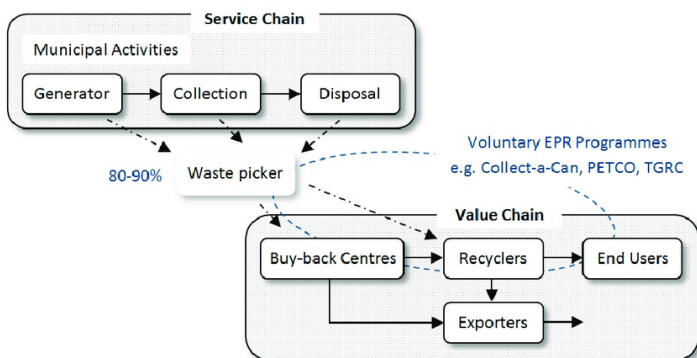 Service Chain
Municipal Activities
Generator
Collection
Disposal
Voluntary EPR Programmes
e.g. Collect-a-Can, PETCO, TGRC
80-90%
Waste picker
Value Chain
Buy-back Centres
Recyclers
End Users
Exporters